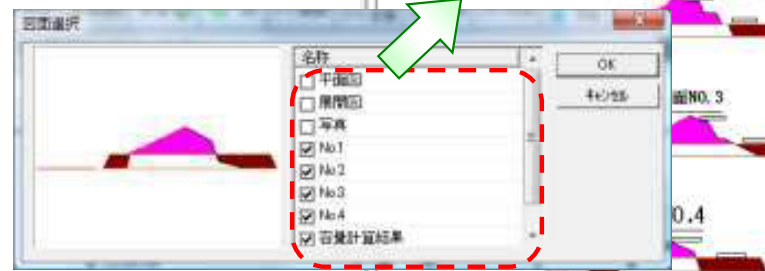 図面選択
名称
平面図
展開図
写真
No1
No2
No3
No4
容量計算結果
OK
キャンセル
面NO.3
0.4